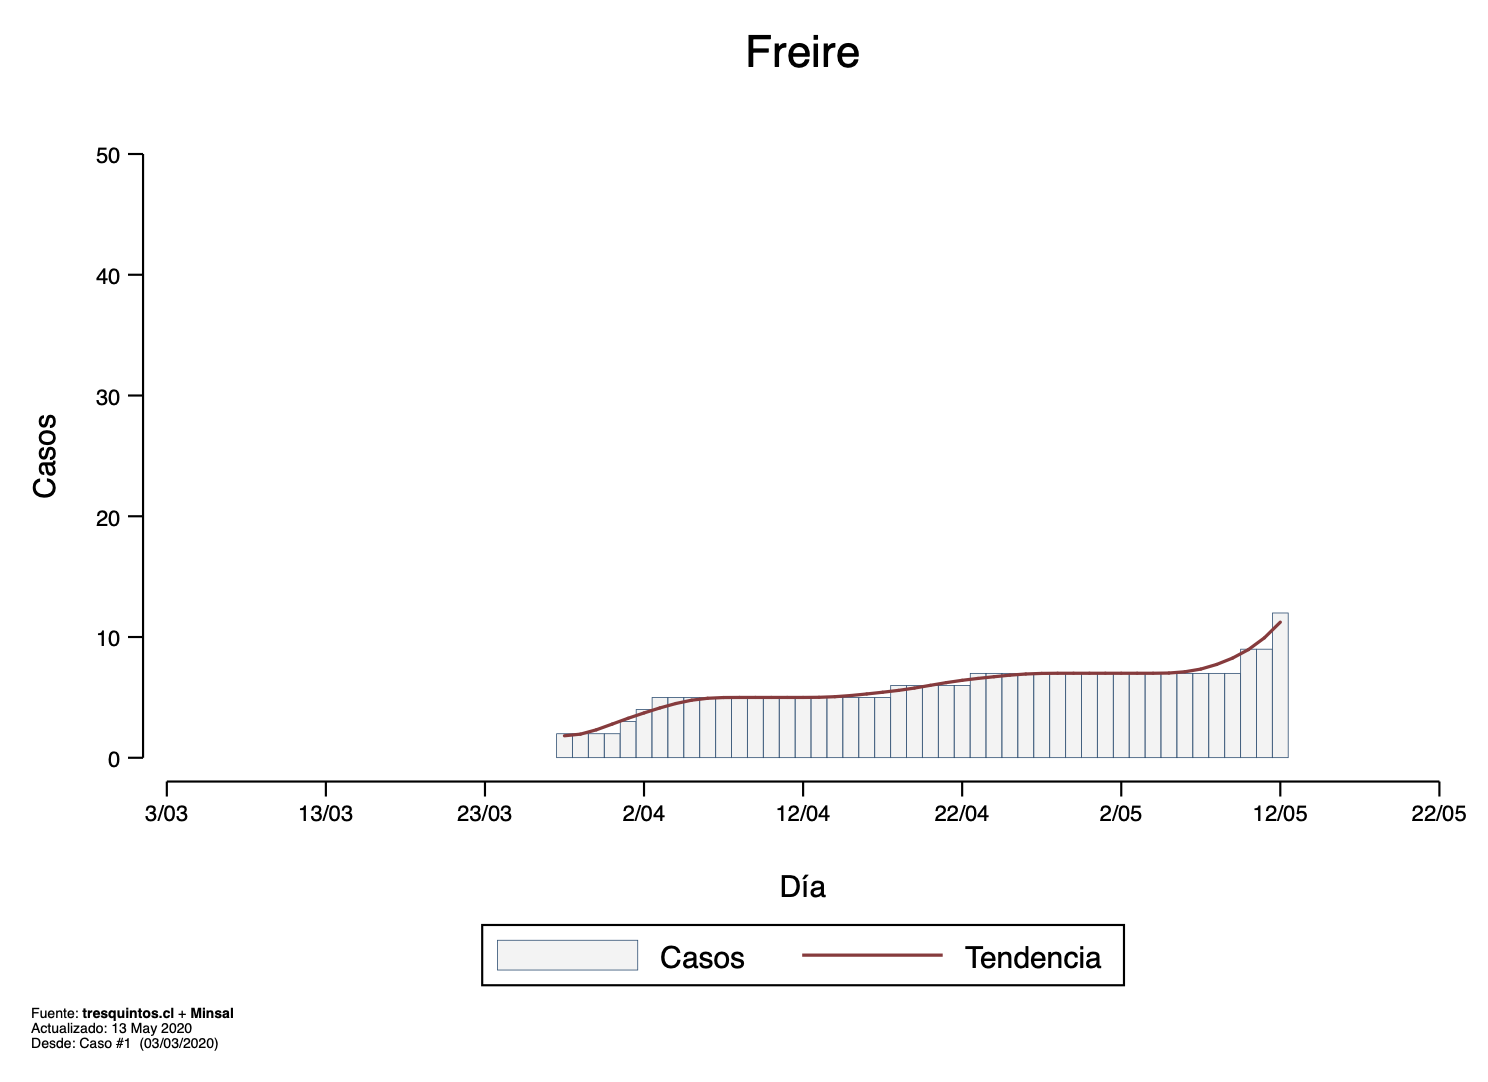 Freire
50
40
30
20
10
0
Casos
3/03 13/03 23/03 2/04 12/04 22/04 2/05 12/05 22/05
Día
Casos Tendencia
Fuente: tresquintos.cl + Minsal
Actualizado: 13 May 2020
Desde: Caso #1 (03/03/2020)